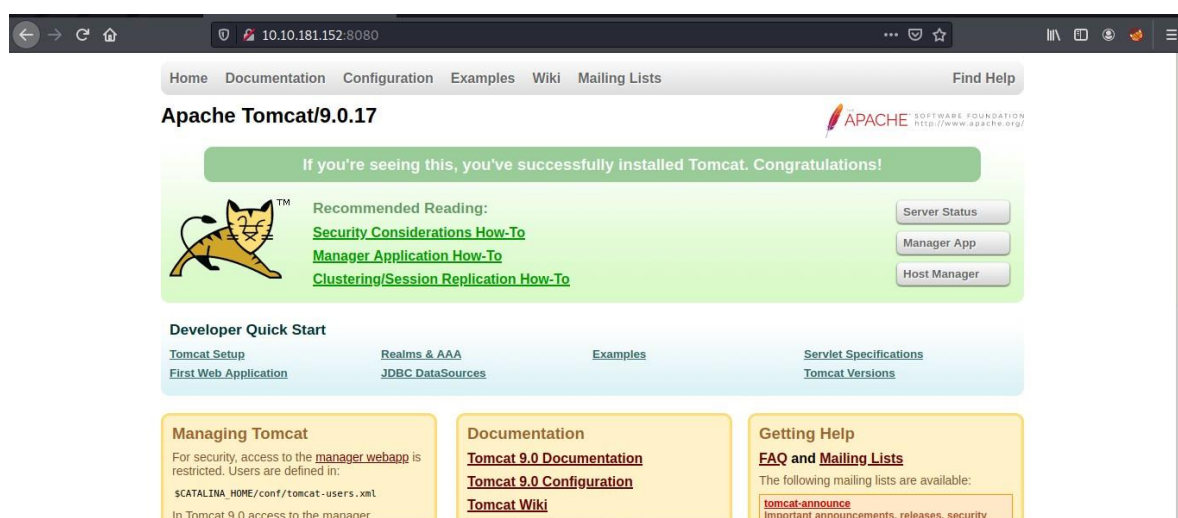 10.10.181.152:8080
Home Documentation Configuration Examples Wiki Mailing Lists Find Help
Apache Tomcat/9.0.17
APACHE SOFTWARE FOUNDATION
http://www.apache.org/
If you're seeing this, you've successfully installed Tomcat. Congratulations!
TM
Recommended Reading:
Security Considerations How-To
Manager Application How-To
Clustering/Session Replication How-To
Server Status
Manager App
Host Manager
Developer Quick Start
Tomcat Setup
First Web Application
Realms & AAA
JDBC DataSources
Examples
Servlet Specifications
Tomcat Versions
Managing Tomcat
For security, access to the manager webapp is
restricted. Users are defined in:
$CATALINA_HOME/conf/tomcat-users.xml
In Tomcat 9.0 access to the manager
Documentation
Tomcat 9.0 Documentation
Tomcat 9.0 Configuration
Tomcat Wiki
Getting Help
FAQ and Mailing Lists
The following mailing lists are available:
tomcat-announce
Important announcements, releases, security